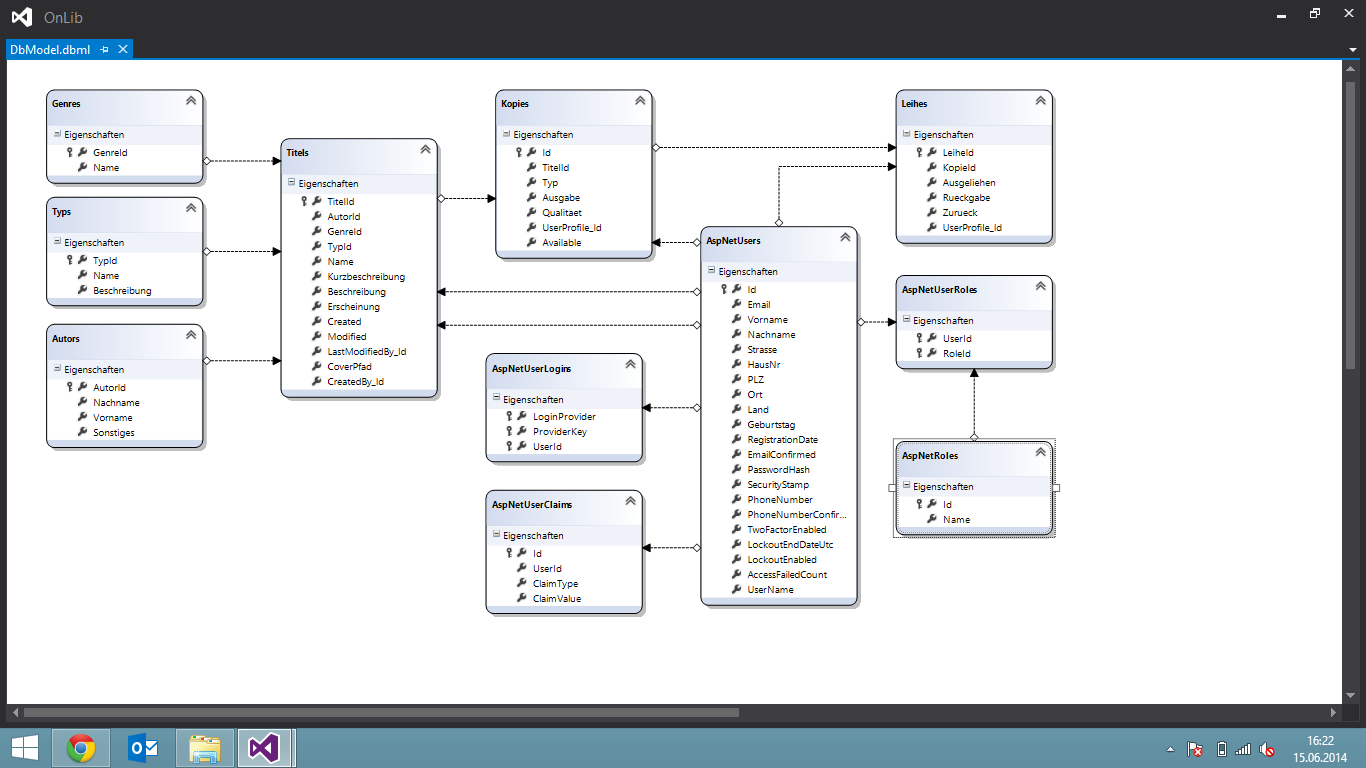 OnLib
DbModel.dbml
Genres
Eigenschaften
GenreId
Name
Typs
Eigenschaften
TypId
Name
Beschreibung
Autors
Eigenschaften
AutorId
Nachname
Vorname
Sonstiges
Titels
Eigenschaften
TitelId
AutorId
GenreId
TypId
Name
Kurzbeschreibung
Beschreibung
Erscheinung
Created
Modified
LastModifiedBy_Id
CoverPfad
CreatedBy_Id
Kopies
Eigenschaften
Id
TitelId
Typ
Ausgabe
Qualitaet
UserProfile_Id
Available
AspNetUserLogins
Eigenschaften
LoginProvider
ProviderKey
UserId
AspNetUserClaims
Eigenschaften
Id
UserId
ClaimType
ClaimValue
AspNetUsers
Eigenschaften
Id
Email
Vorname
Nachname
Strasse
HausNr
PLZ
Ort
Land
Geburtstag
RegistrationDate
EmailConfirmed
PasswordHash
SecurityStamp
PhoneNumber
PhoneNumberConfir...
TwoFactorEnabled
LockoutEndDateUtc
LockoutEnabled
AccessFailedCount
UserName
Leihes
Eigenschaften
LeiheId
KopieId
Ausgeliehen
Rueckgabe
Zurueck
UserProfile_Id
AspNetUserRoles
Eigenschaften
UserId
RoleId
AspNetRoles
Eigenschaften
Id
Name
16:22
15.06.2014